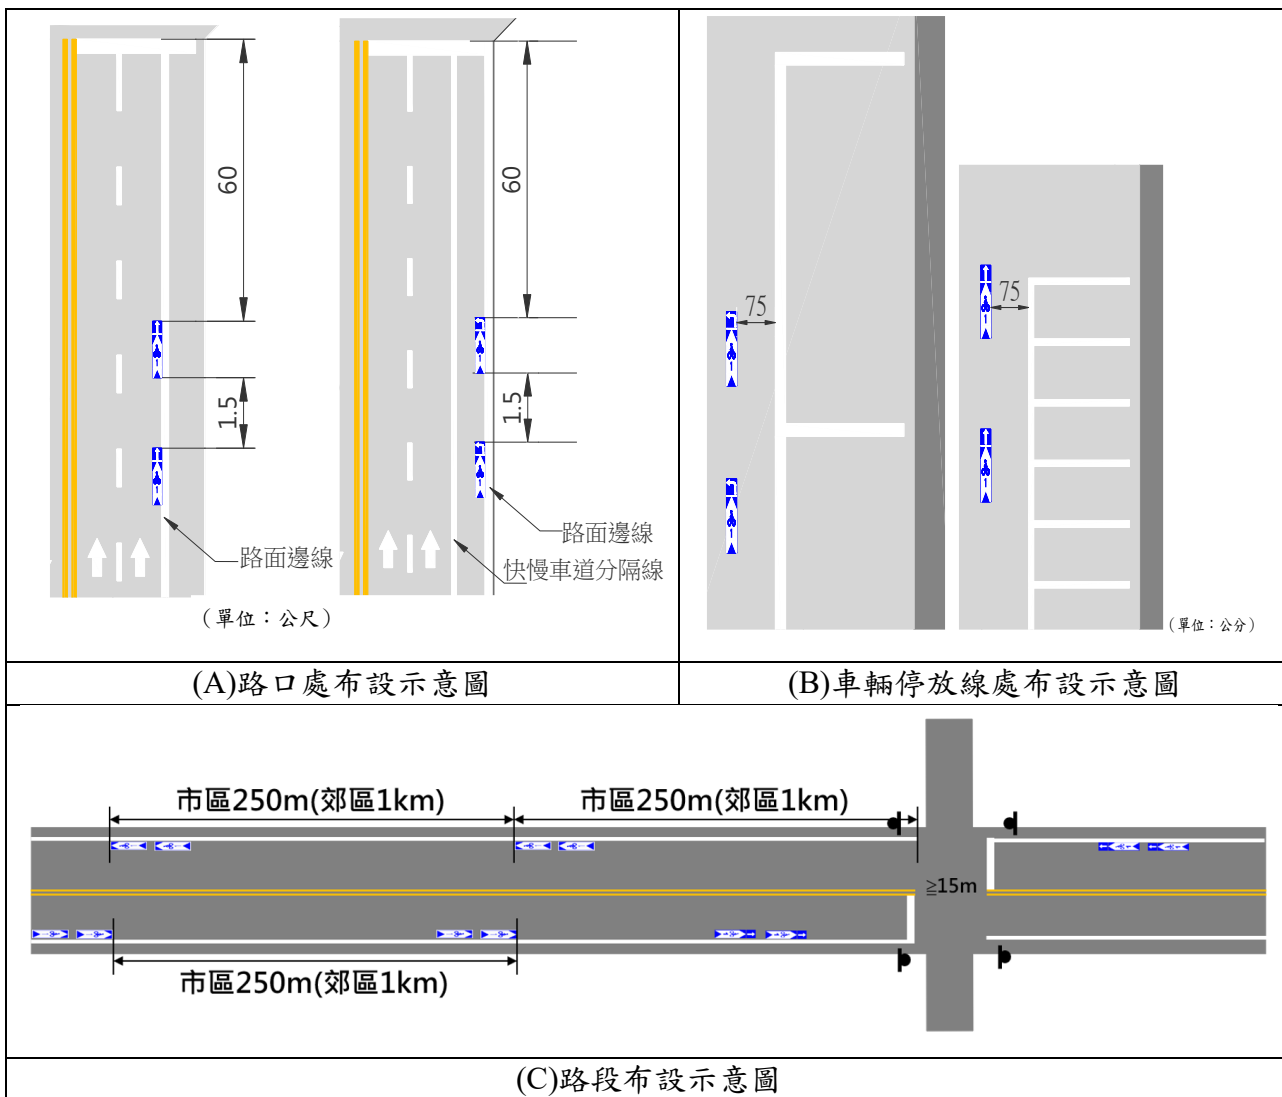 60
1.5
路面邊線
60
1.5
路面邊線
快慢車道分隔線
(單位：公尺)
75
75
(單位：公分)
(A)路口處布設示意圖
(B)車輛停放線處布設示意圖
市區250m(郊區1km)
市區250m(郊區1km)
≧15m
市區250m(郊區1km)
(C)路段布設示意圖